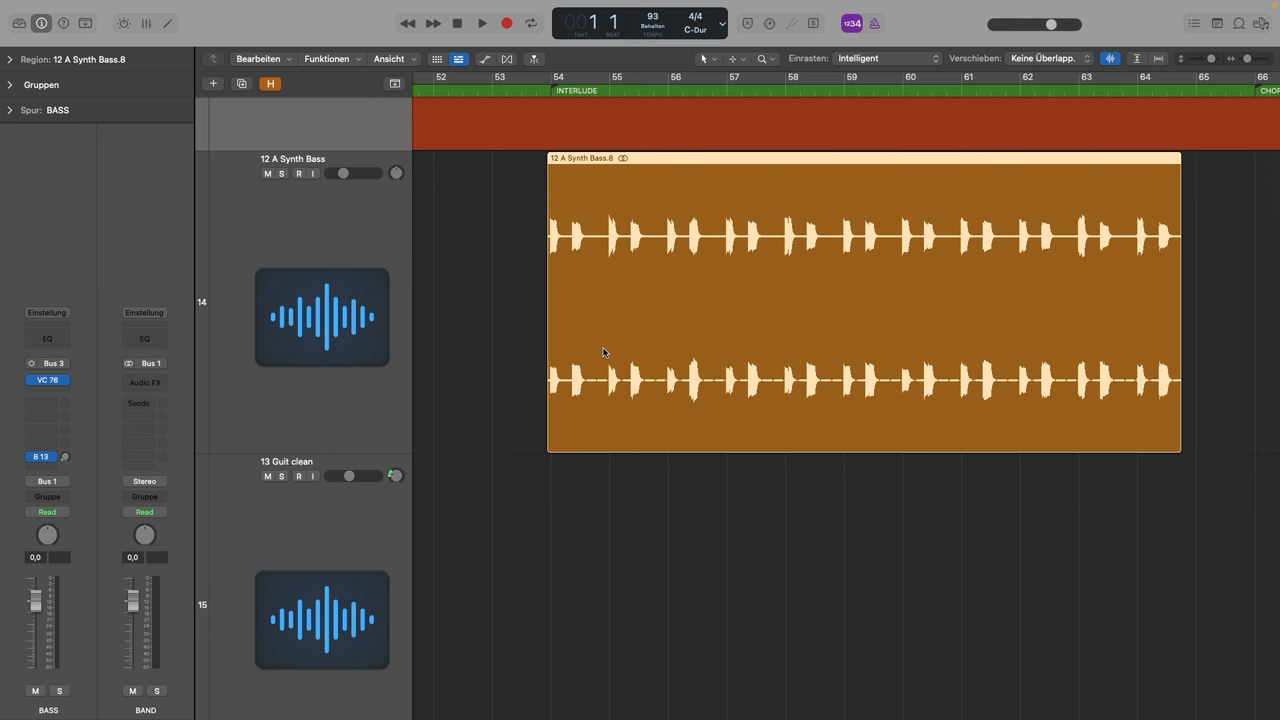 1234
1 1
TAKT BEAT
93
Behalten
TEMPO
4/4
C-Dur
Region: 12 A Synth Bass.8
Gruppen
Spur: BASS
Bearbeiten
Funktionen
Ansicht
Einrasten:
Intelligent
Verschieben:
Keine Überlapp.
H
52 53 54 55 56 57 58 59 60 61 62 63 64 65 66
INTERLUDE
CHOR
12 A Synth Bass
M S R I
14
12 A Synth Bass.8
13 Guit clean
M S R I
15
Einstellung
Einstellung
EQ
EQ
Bus 3
Bus 1
VC 76
Audio FX
Sends
B 13
Bus 1
Stereo
Gruppe
Gruppe
Read
Read
0,0
0,0
M S
M S
BASS
BAND